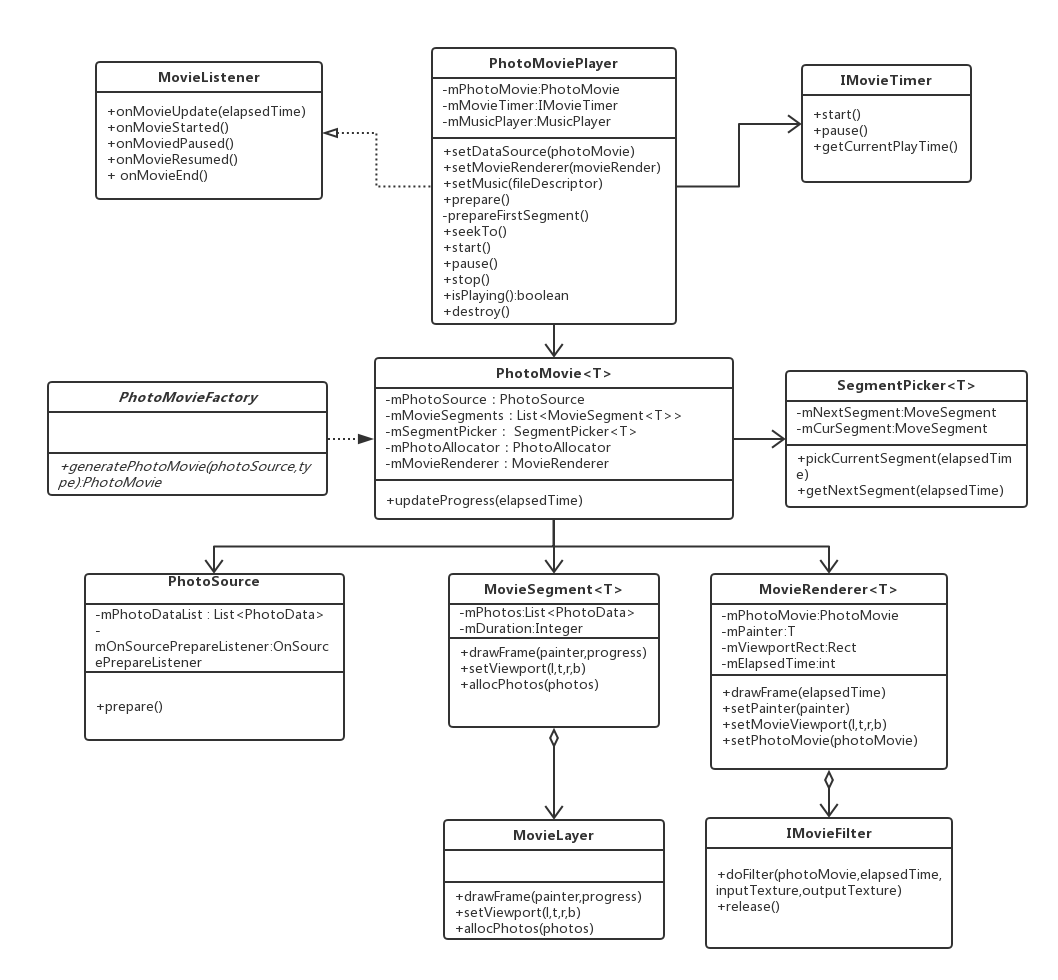 MovieListener
+onMovieUpdate(elapsedTime)
+onMovieStarted()
+onMoviedPaused()
+onMovieResumed()
+ onMovieEnd()
PhotoMoviePlayer
-mPhotoMovie:PhotoMovie
-mMovieTimer:IMovieTimer
-mMusicPlayer:MusicPlayer
+setDataSource(photoMovie)
+setMovieRenderer(movieRender)
+setMusic(fileDescriptor)
+prepare()
-prepareFirstSegment()
+seekTo()
+start()
+pause()
+stop()
+isPlaying():boolean
+destroy()
IMovieTimer
+start()
+pause()
+getCurrentPlayTime()
PhotoMovieFactory
+generatePhotoMovie(photoSource,ty
pe):PhotoMovie
PhotoMovie<T>
-mPhotoSource : PhotoSource
-mMovieSegments : List<MovieSegment<T>>
-mSegmentPicker :  SegmentPicker<T>
-mPhotoAllocator : PhotoAllocator
-mMovieRenderer : MovieRenderer
+updateProgress(elapsedTime)
SegmentPicker<T>
-mNextSegment:MoveSegment
-mCurSegment:MoveSegment
+pickCurrentSegment(elapsedTim
e)
+getNextSegment(elapsedTime)
PhotoSource
-mPhotoDataList : List<PhotoData>
-
mOnSourcePrepareListener:OnSourc
ePrepareListener
+prepare()
MovieSegment<T>
-mPhotos:List<PhotoData>
-mDuration:Integer
+drawFrame(painter,progress)
+setViewport(l,t,r,b)
+allocPhotos(photos)
MovieRenderer<T>
-mPhotoMovie:PhotoMovie
-mPainter:T
-mViewportRect:Rect
-mElapsedTime:int
+drawFrame(elapsedTime)
+setPainter(painter)
+setMovieViewport(l,t,r,b)
+setPhotoMovie(photoMovie)
MovieLayer
+drawFrame(painter,progress)
+setViewport(l,t,r,b)
+allocPhotos(photos)
IMovieFilter
+doFilter(photoMovie,elapsedTime,
inputTexture,outputTexture)
+release()